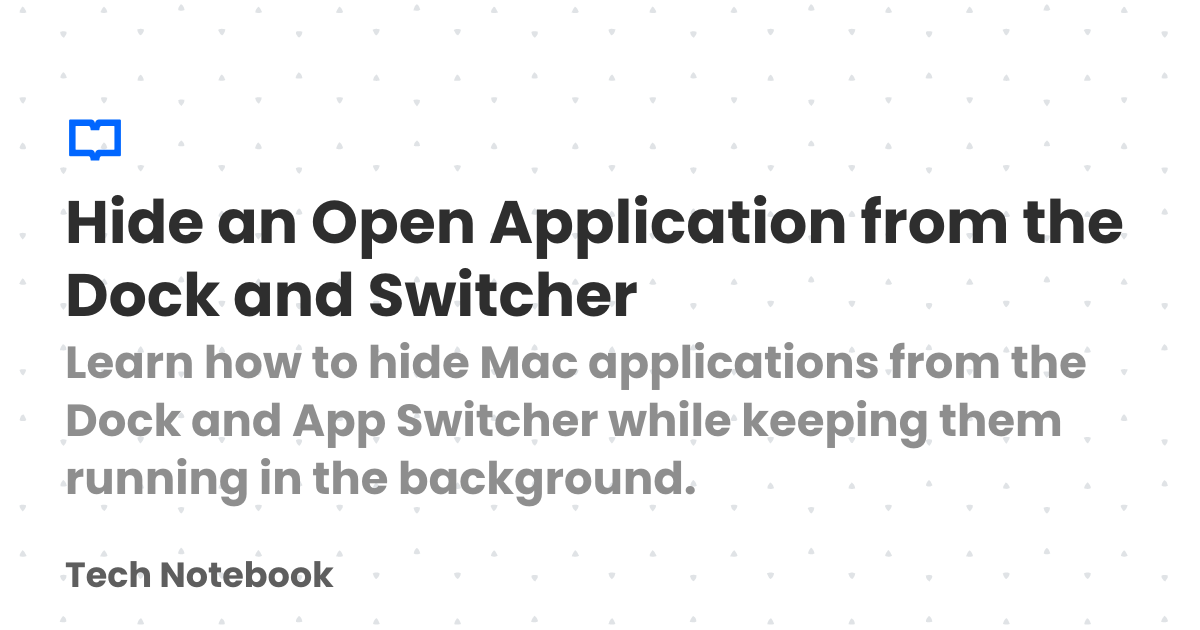 Hide an Open Application from the
Dock and Switcher
Learn how to hide Mac applications from the
Dock and App Switcher while keeping them
running in the background.
Tech Notebook